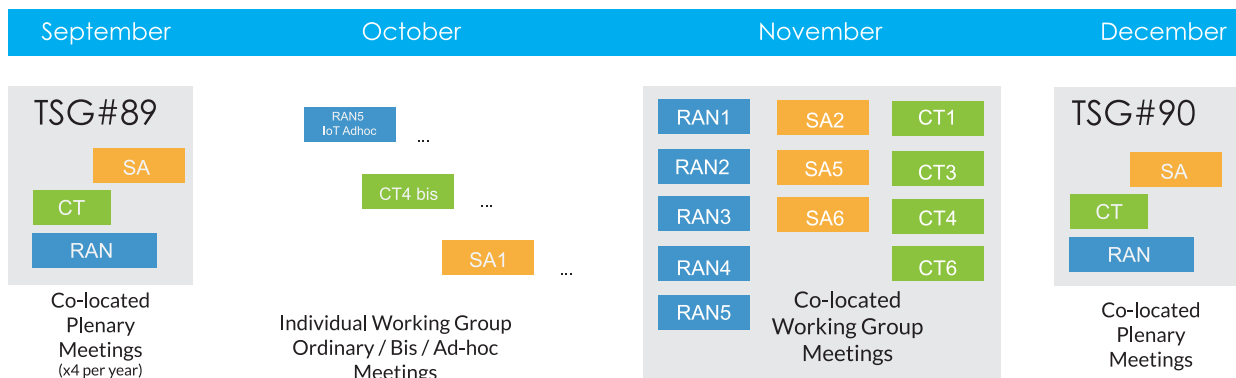 September October November December
TSG#89
SA
CT
RAN
Co-located
Plenary
Meetings
(x4 per year)
RAN5
IoT Adhoc
...
CT4 bis
...
SA1
...
Individual Working Group
Ordinary / Bis / Ad-hoc
Meetings
RAN1 SA2 CT1
RAN2 SA5 CT3
RAN3 SA6 CT4
RAN4 CT6
RAN5
Co-located
Working Group
Meetings
TSG#90
SA
CT
RAN
Co-located
Plenary
Meetings